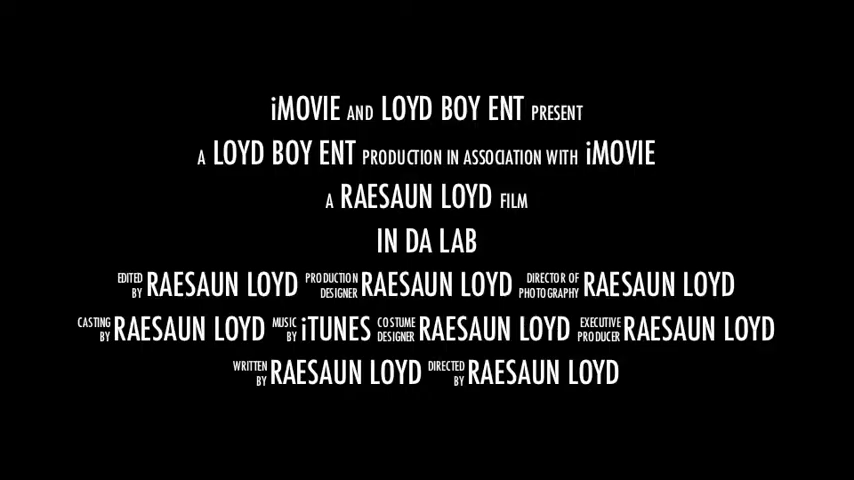 iMOVIE AND LOYD BOY ENT PRESENT
A LOYD BOY ENT PRODUCTION IN ASSOCIATION WITH iMOVIE
A RAESAUN LOYD FILM
IN DA LAB
EDITED BY RAESAUN LOYD PRODUCTION DESIGNER RAESAUN LOYD DIRECTOR OF PHOTOGRAPHY RAESAUN LOYD
CASTING BY RAESAUN LOYD MUSIC BY iTUNES COSTUME DESIGNER RAESAUN LOYD EXECUTIVE PRODUCER RAESAUN LOYD
WRITTEN BY RAESAUN LOYD DIRECTED BY RAESAUN LOYD